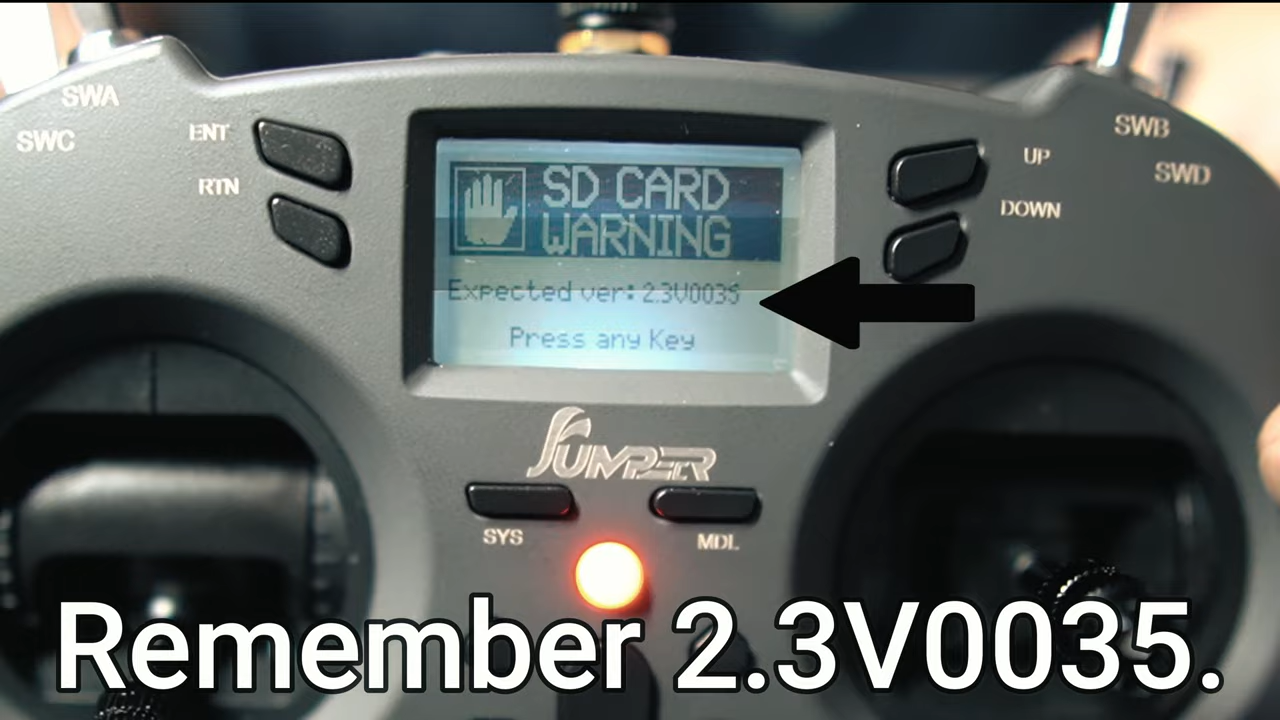 SWA
SWC
ENT
RTN
SD CARD
WARNING
Expected ver: 2.3V0035
Press any Key
UP
DOWN
SWB
SWD
JUMPER
SYS
MDL
Remember 2.3V0035.